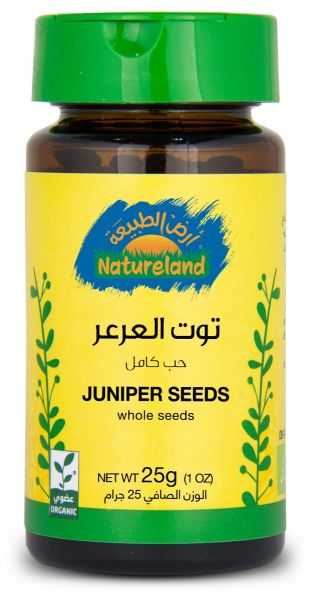 أرض الطبيعة
Natureland
توت العرعر
حب كامل
JUNIPER SEEDS
whole seeds
NET WT 25g (1 OZ)
الوزن الصافي 25 جرام
عضوي
ORGANIC